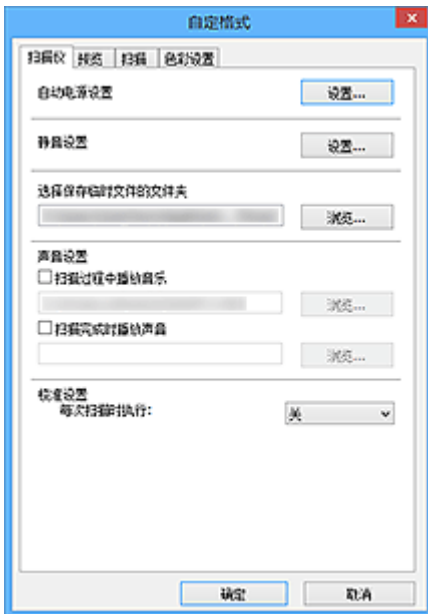 自定格式
扫描仪 预览 扫描 色彩设置
自动电源设置 设置...
静音设置 设置...
选择保存临时文件的文件夹
浏览...
声音设置
扫描过程中播放音乐
浏览...
扫描完成时播放声音
浏览...
校准设置
每次扫描时执行: 关
确定 取消